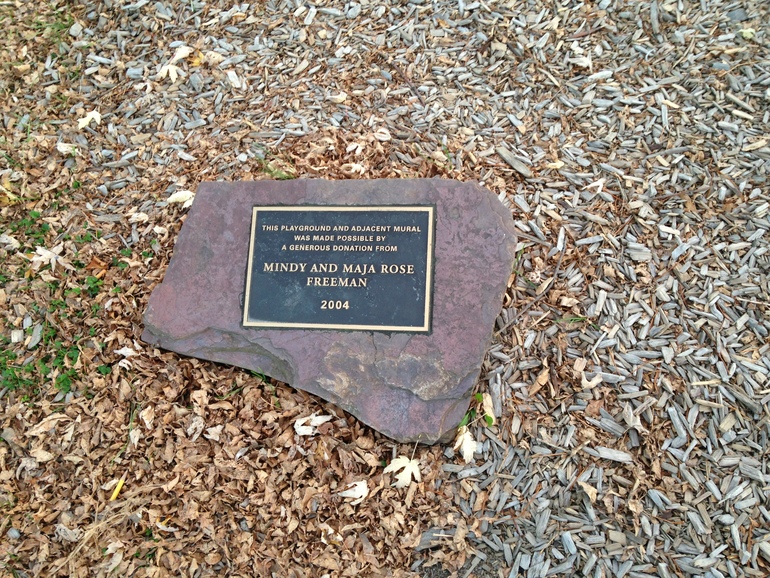 THIS PLAYGROUND AND ADJACENT MURAL
WAS MADE POSSIBLE BY
A GENEROUS DONATION FROM
MINDY AND MAJA ROSE
FREEMAN
2004